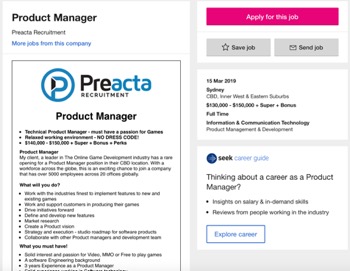 Product Manager
Preacta Recruitment
More jobs from this company
Preacta
RECRUITMENT
Product Manager
Technical Product Manager - must have a passion for Games
Relaxed working environment - NO DRESS CODE!
$140,000 - $150,000 + Super + Bonus + Perks
Product Manager
My client, a leader in The Online Game Development industry has a rare
opening for a Product Manager position in their CBD location. With a
workforce across the globe, this is an exciting chance to join a company
that has over 5000 employees across 20 offices globally.
What will you do?
Work with the industries finest to implement features to new and
existing games
Work and support customers in producing their games
Drive initiatives forward
Define and develop new features
Market research
Create a Product vision
Strategy and execution - studio roadmap for software products
Collaborate with other Product managers and development team
What you must have!
Solid interest and passion for Video, MMO or Free to play games
A software Engineering background
3 years Experience as a Product Manager
Apply for this job
Save job
Send job
15 Mar 2019
Sydney
CBD, Inner West & Eastern Suburbs
$130,000 - $150,000 + Super + Bonus
Full Time
Information & Communication Technology
Product Management & Development
seek career guide
Thinking about a career as a Product
Manager?
Insights on salary & in-demand skills
Reviews from people working in the industry
Explore career